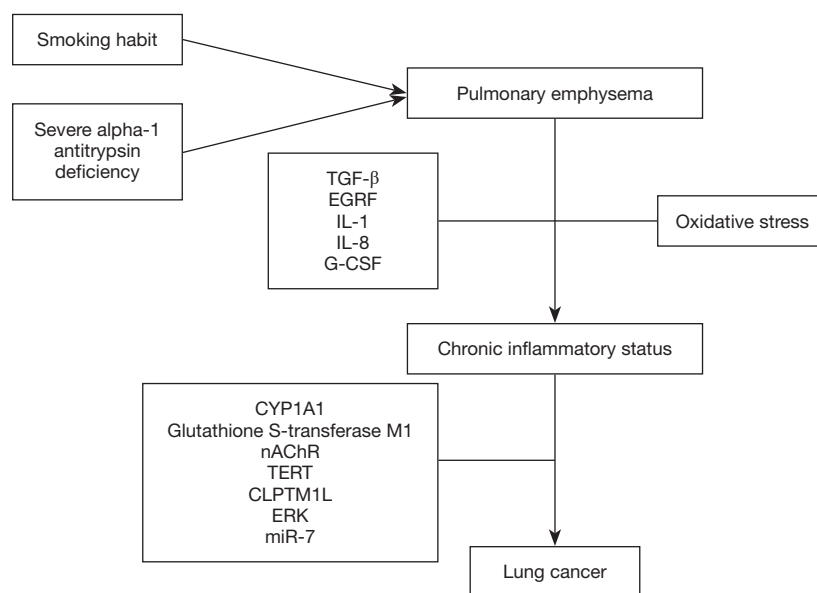 Smoking habit
Severe alpha-1
antitrypsin
deficiency
Pulmonary emphysema
TGF-β
EGRF
IL-1
IL-8
G-CSF
Oxidative stress
Chronic inflammatory status
CYP1A1
Glutathione S-transferase M1
nAChR
TERT
CLPTM1L
ERK
miR-7
Lung cancer